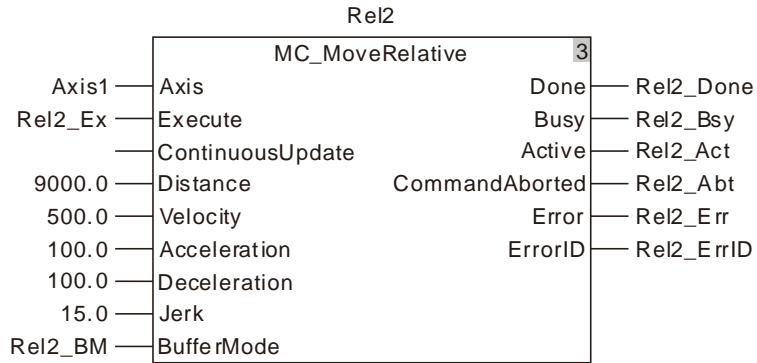 Rel2
MC_MoveRelative 3
Axis1 Axis Done Rel2_Done
Rel2_Ex Execute Busy Rel2_Bsy
ContinuousUpdate Active Rel2_Act
9000.0 Distance CommandAborted Rel2_Abt
500.0 Velocity Error Rel2_Err
100.0 Acceleration ErrorID Rel2_ErrID
100.0 Deceleration
15.0 Jerk
Rel2_BM BufferMode